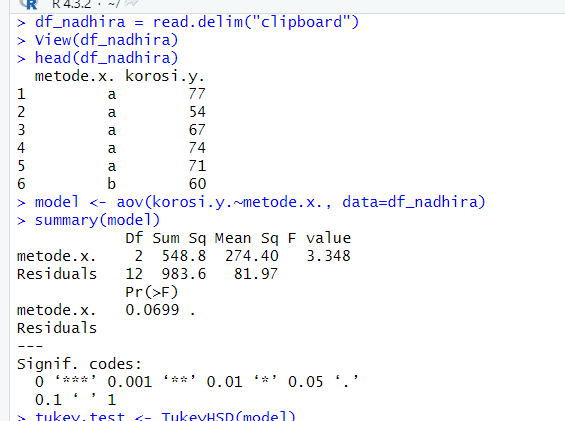 R 4.3.2 · ~/
> df_nadhira = read.delim("clipboard")
> View(df_nadhira)
> head(df_nadhira)
  metode.x. korosi.y.
1         a        77
2         a        54
3         a        67
4         a        74
5         a        71
6         b        60
> model <- aov(korosi.y.~metode.x., data=df_nadhira)
> summary(model)
            Df Sum Sq Mean Sq F value
metode.x.    2  548.8  274.40   3.348
Residuals   12  983.6   81.97
            Pr(>F)
metode.x.   0.0699 .
Residuals
---
Signif. codes:
  0 ‘***’ 0.001 ‘**’ 0.01 ‘*’ 0.05 ‘.’
  0.1 ‘ ’ 1
> tukey.test <- TukeyHSD(model)